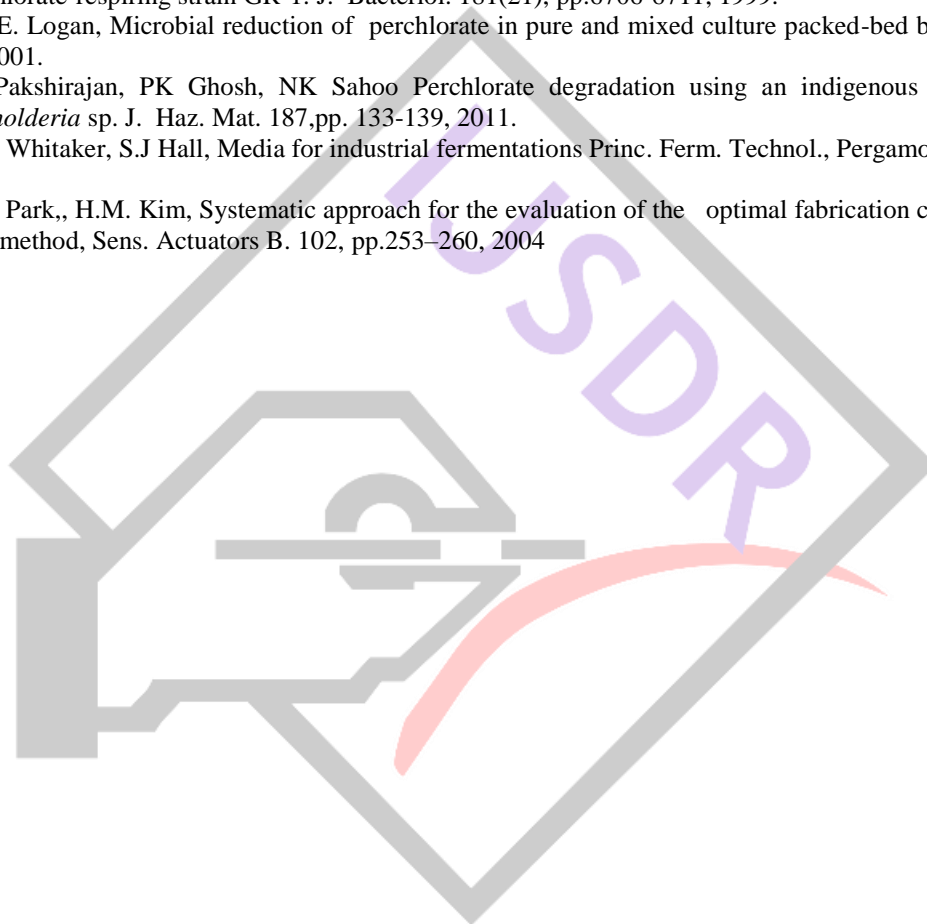 lorate respiring strain GR-1. J. Bacteriol. 181(21), pp.6706-6711, 1999.
E. Logan, Microbial reduction of perchlorate in pure and mixed culture packed-bed b
001.
Pakshirajan, PK Ghosh, NK Sahoo Perchlorate degradation using an indigenous
holderia sp. J. Haz. Mat. 187,pp. 133-139, 2011.
Whitaker, S.J Hall, Media for industrial fermentations Princ. Ferm. Technol., Pergamo
Park,, H.M. Kim, Systematic approach for the evaluation of the optimal fabrication c
method, Sens. Actuators B. 102, pp.253–260, 2004
IJSDR